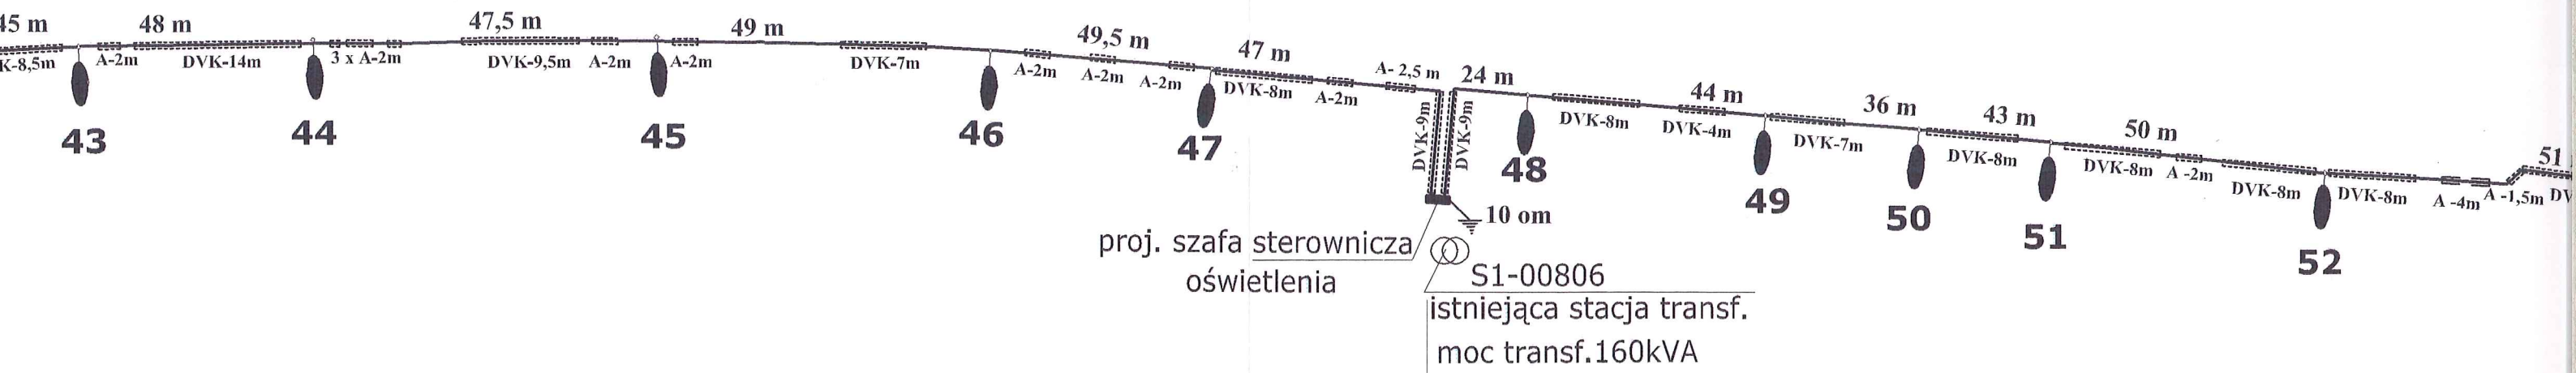 45 m 48 m 47,5 m 49 m 49,5 m 47 m A- 2,5 m 24 m 44 m 36 m 43 m 50 m 51
K-8,5m A-2m DVK-14m 3 x A-2m DVK-9,5m A-2m A-2m DVK-7m A-2m A-2m A-2m DVK-8m A-2m DVK-9m DVK-9m DVK-8m DVK-4m DVK-7m DVK-8m DVK-8m A -2m DVK-8m DVK-8m A -4m A -1,5m DV
43 44 45 46 47 48 49 50 51 52
10 om
proj. szafa sterownicza
oświetlenia
S1-00806
istniejąca stacja transf.
moc transf.160kVA